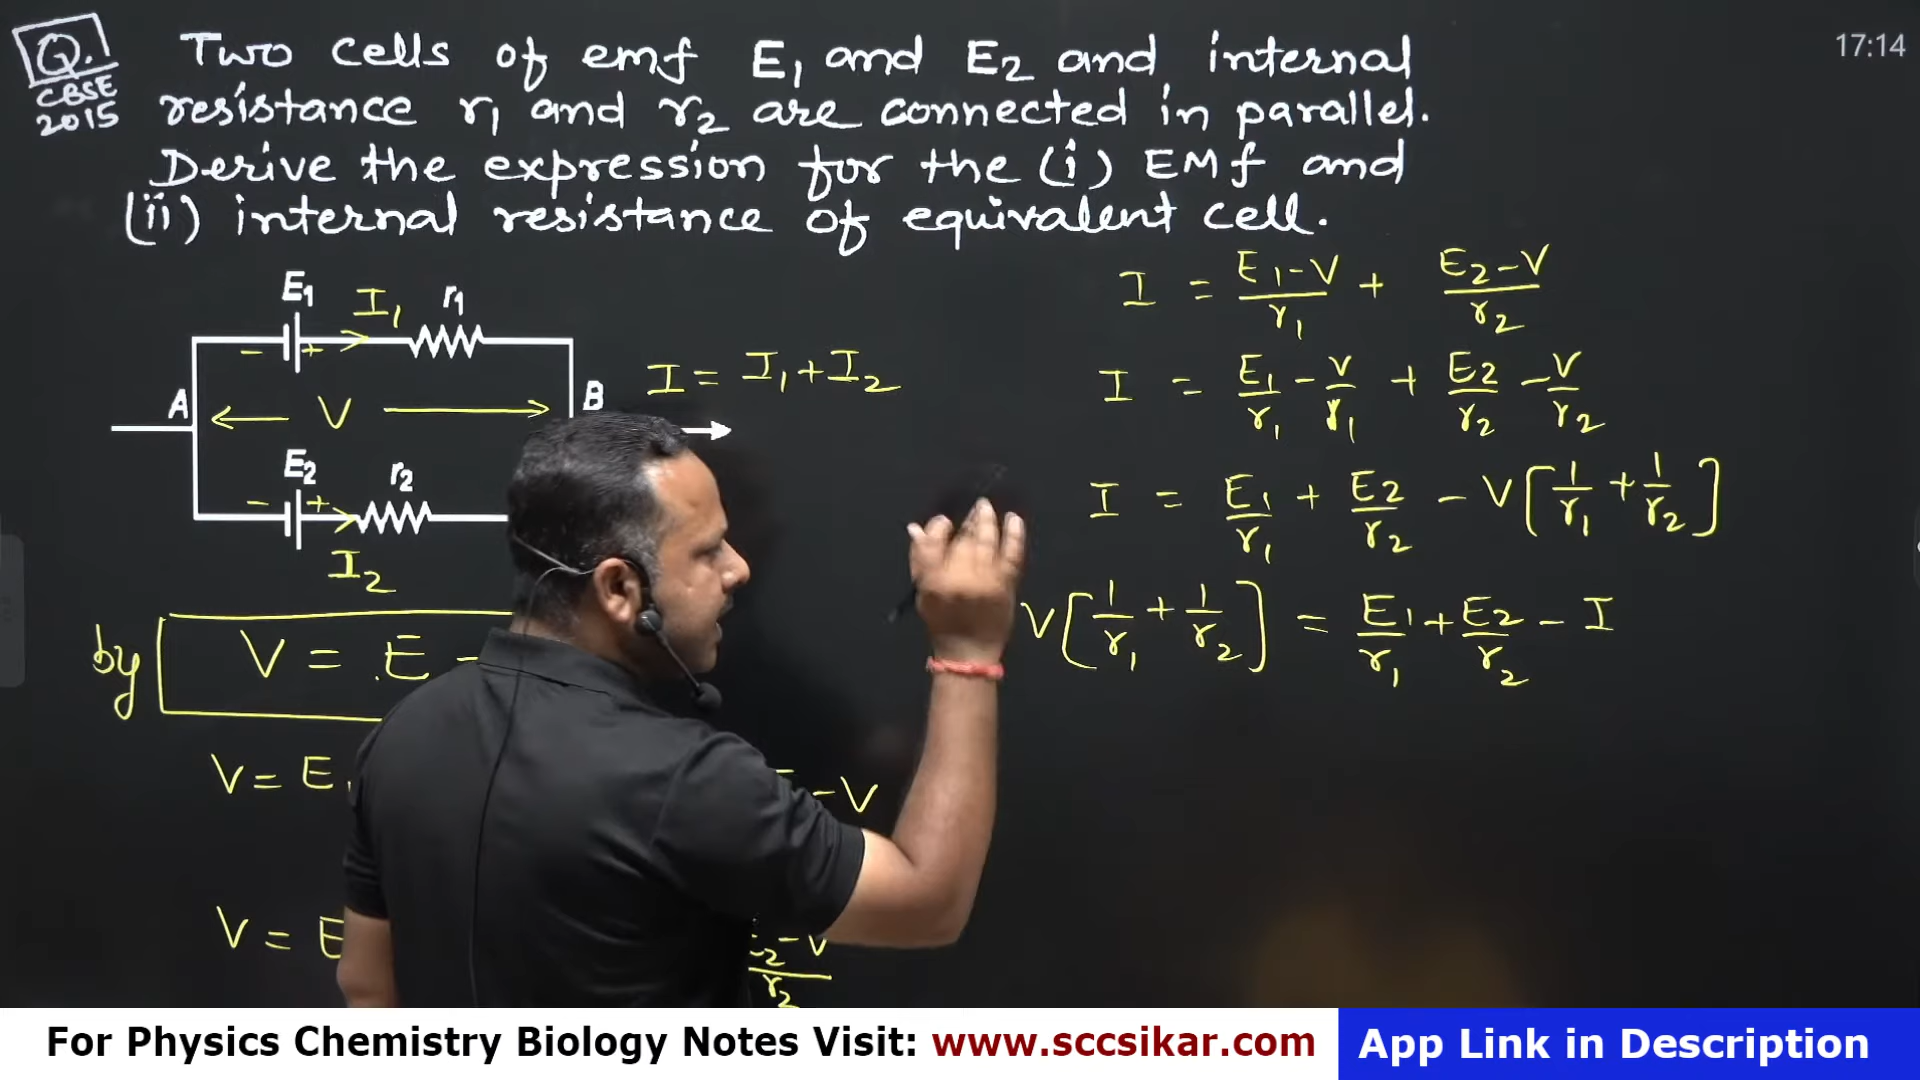 Q.
CBSE
2015
Two cells of emf E₁ and E₂ and internal
resistance r₁ and r₂ are connected in parallel.
Derive the expression for the (i) EMf and
(ii) internal resistance of equivalent cell.
17:14
E₁ I₁ r₁
- +
A V B
E₂ r₂
- +
I₂
I = I₁ + I₂
by V = E -
V = E
- V
V = E
E₂ - V / r₂
I = E₁ - V / r₁ + E₂ - V / r₂
I = E₁/r₁ - V/r₁ + E₂/r₂ - V/r₂
I = E₁/r₁ + E₂/r₂ - V[1/r₁ + 1/r₂]
V[1/r₁ + 1/r₂] = E₁/r₁ + E₂/r₂ - I
For Physics Chemistry Biology Notes Visit: www.sccsikar.com
App Link in Description